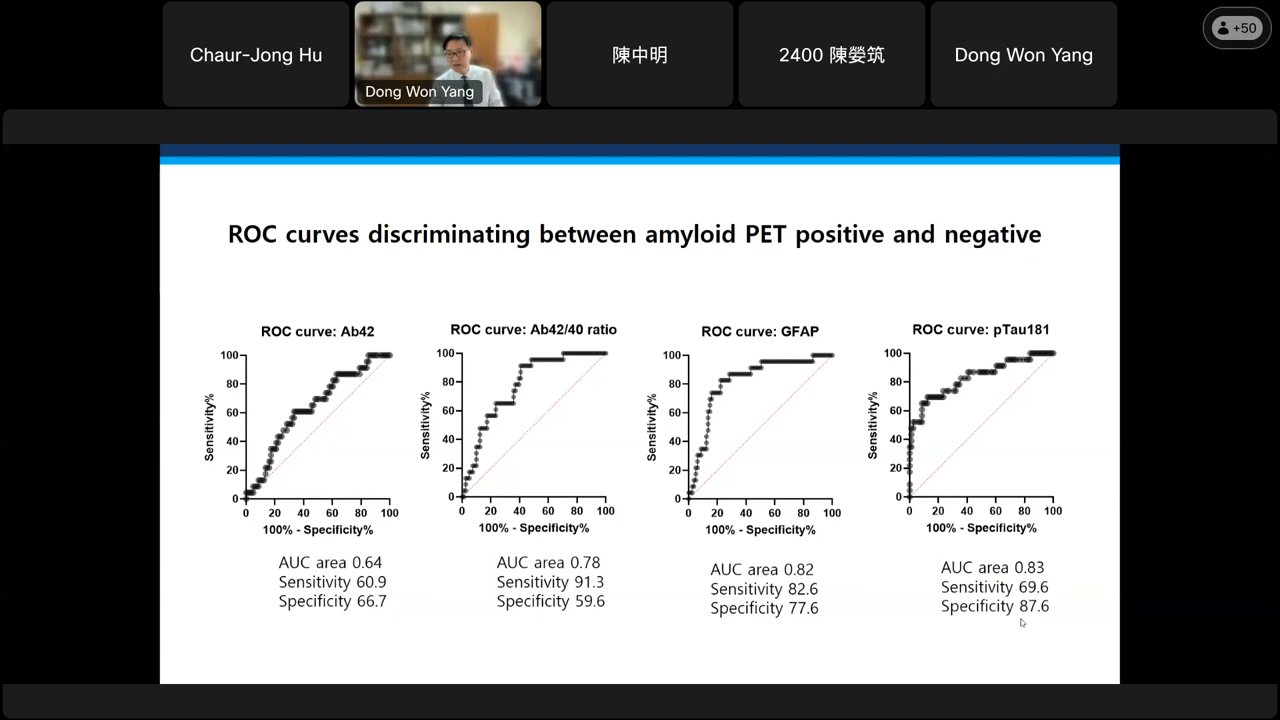 Chaur-Jong Hu
Dong Won Yang
陳中明
2400 陳嫈筑
Dong Won Yang
+50
ROC curves discriminating between amyloid PET positive and negative
ROC curve: Ab42
100
80
60
40
20
0
Sensitivity%
0 20 40 60 80 100
100% - Specificity%
AUC area 0.64
Sensitivity 60.9
Specificity 66.7
ROC curve: Ab42/40 ratio
100
80
60
40
20
0
Sensitivity%
0 20 40 60 80 100
100% - Specificity%
AUC area 0.78
Sensitivity 91.3
Specificity 59.6
ROC curve: GFAP
100
80
60
40
20
0
Sensitivity%
0 20 40 60 80 100
100% - Specificity%
AUC area 0.82
Sensitivity 82.6
Specificity 77.6
ROC curve: pTau181
100
80
60
40
20
0
Sensitivity%
0 20 40 60 80 100
100% - Specificity%
AUC area 0.83
Sensitivity 69.6
Specificity 87.6